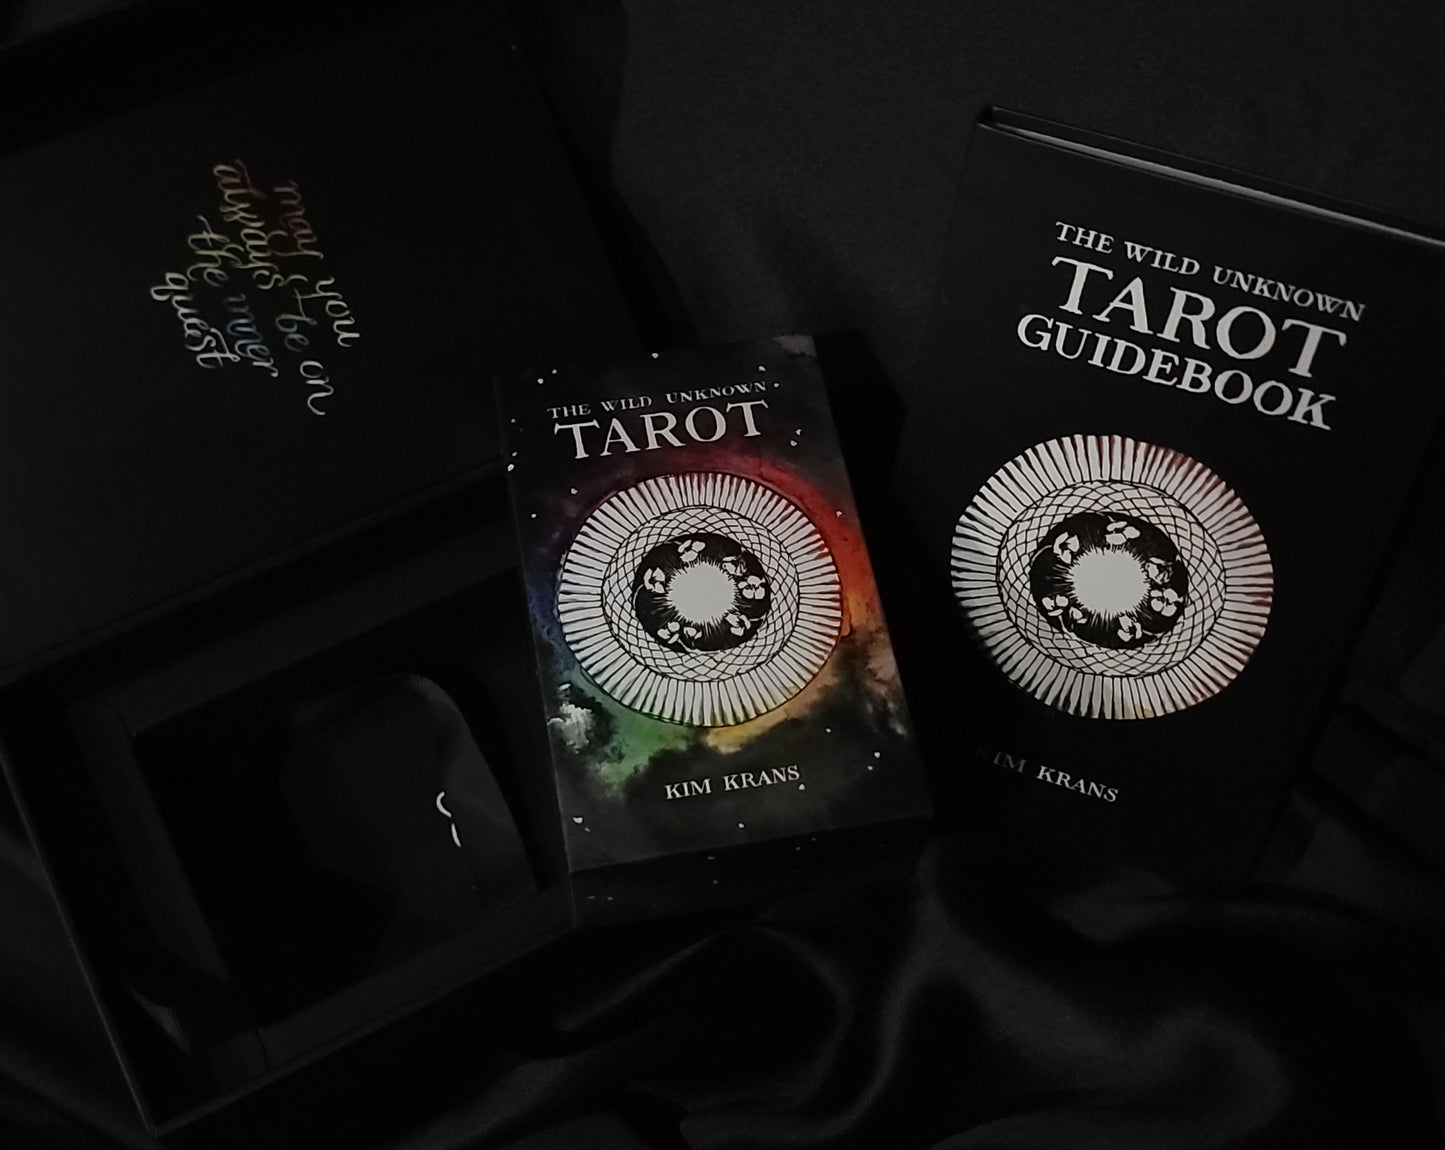 may you
always be on
the inner
quest
THE WILD UNKNOWN
TAROT
KIM KRANS
THE WILD UNKNOWN
TAROT
GUIDEBOOK
KIM KRANS